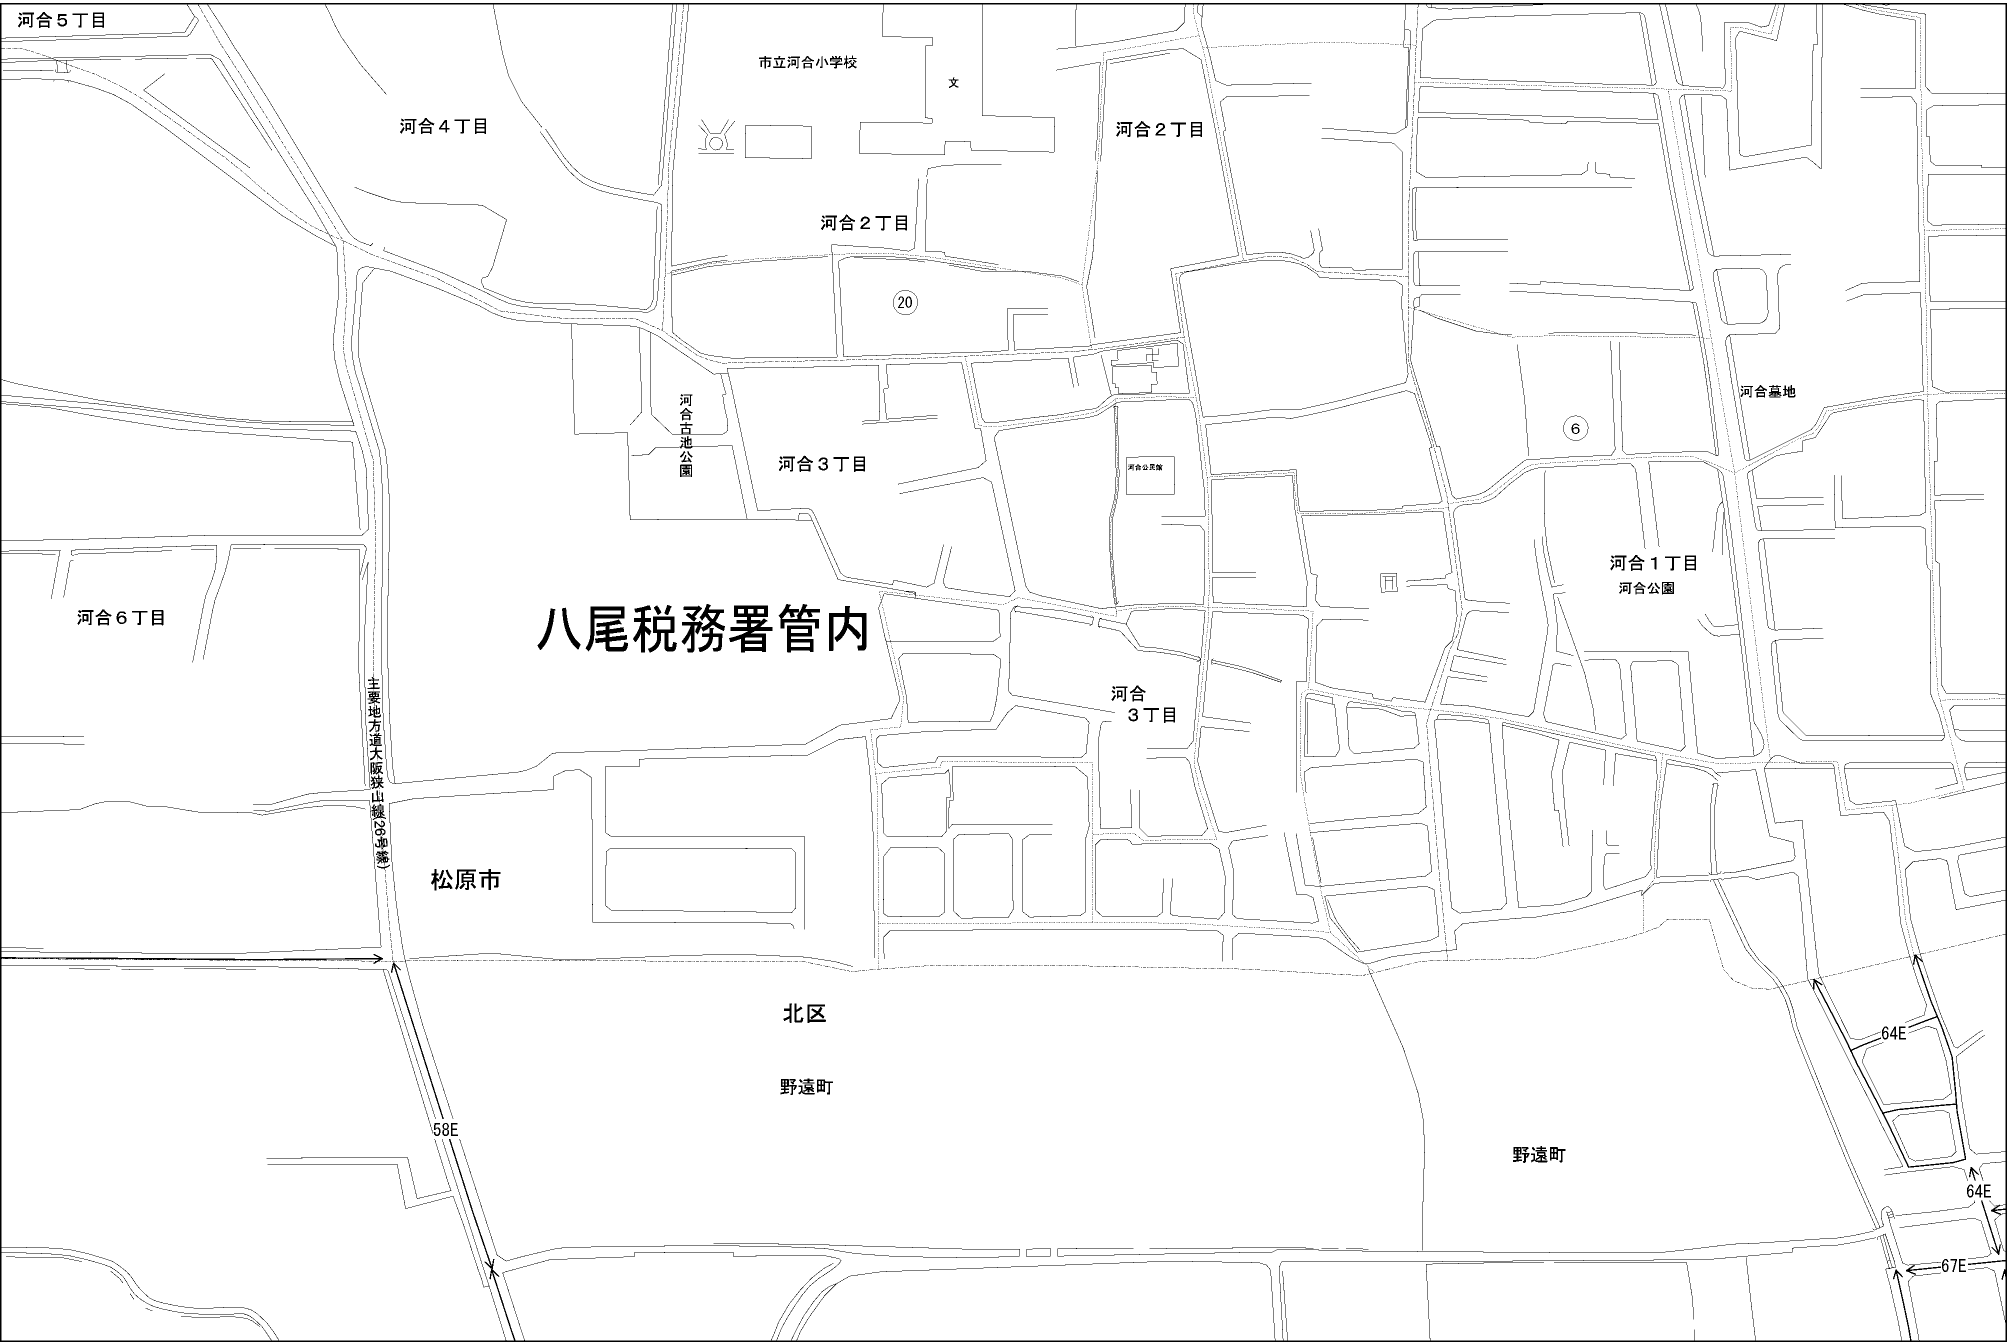 河合５丁目
市立河合小学校
文
河合４丁目
河合２丁目
河合２丁目
20
河合墓地
河合古池公園
6
河合３丁目
河合公民館
河合１丁目
河合公園
河合６丁目
八尾税務署管内
主要地方道大阪狭山線(26号線)
河合
３丁目
松原市
北区
64E
野遠町
58E
野遠町
64E
67E